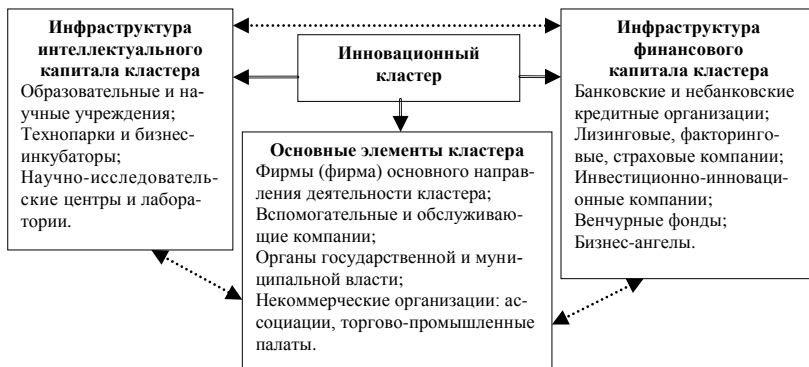 Инфраструктура
интеллектуального
капитала кластера
Образовательные и на-
учные учреждения;
Технопарки и бизнес-
инкубаторы;
Научно-исследователь-
ские центры и лабора-
тории.
Инновационный
кластер
Основные элементы кластера
Фирмы (фирма) основного направ-
ления деятельности кластера;
Вспомогательные и обслуживаю-
щие компании;
Органы государственной и муни-
ципальной власти;
Некоммерческие организации: ас-
социации, торгово-промышленные
палаты.
Инфраструктура
финансового
капитала кластера
Банковские и небанковские
кредитные организации;
Лизинговые, факторинго-
вые, страховые компании;
Инвестиционно-инноваци-
онные компании;
Венчурные фонды;
Бизнес-ангелы.